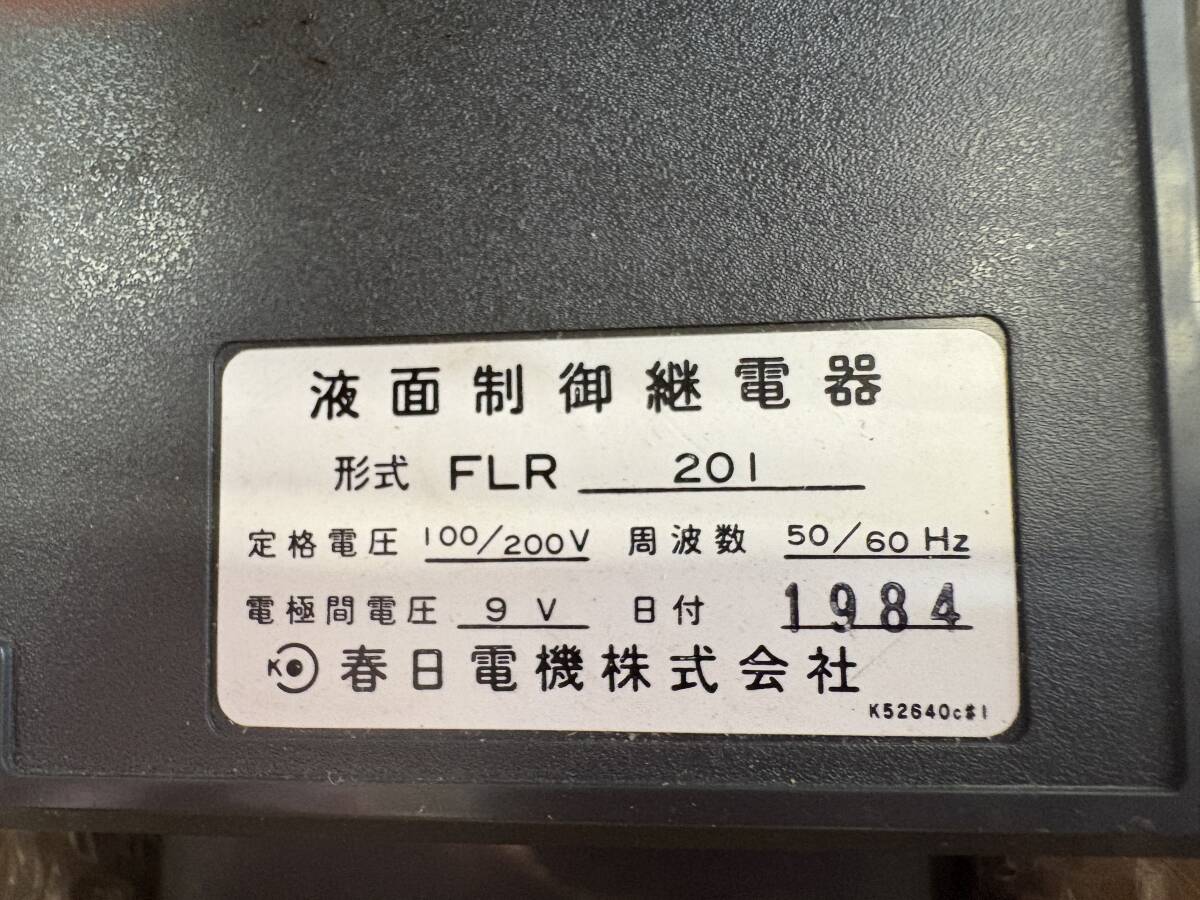 液面制御継電器
形式 FLR 201
定格電圧 100/200V 周波数 50/60 Hz
電極間電圧 9 V 日付 1984
K 春日電機株式会社
K52640c#1